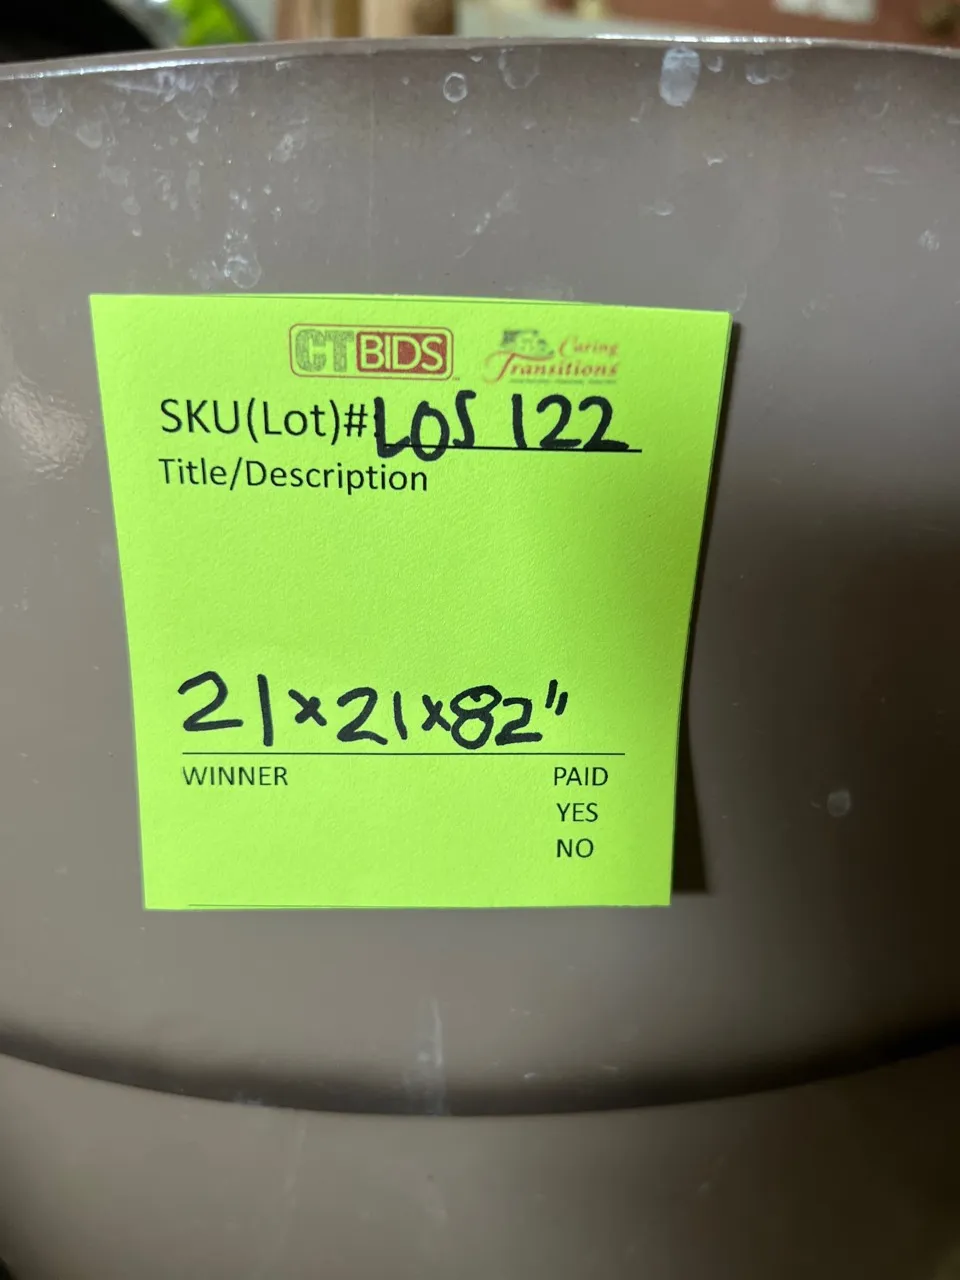 CTBIDS Caring Transitions
SKU(Lot)# LOS 122
Title/Description
21x21x82"
WINNER PAID
YES
NO